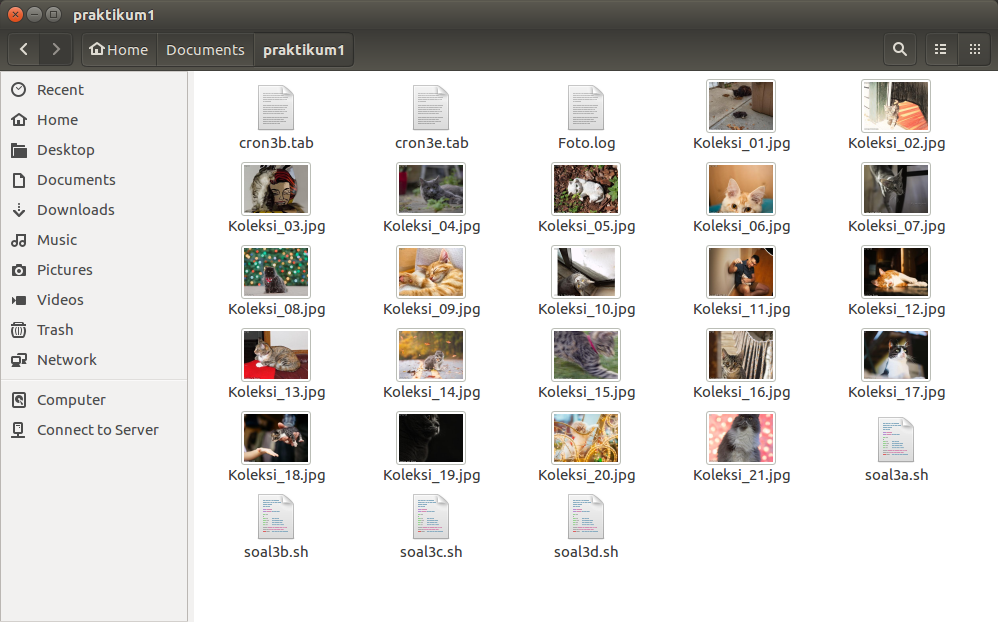 praktikum1
Home Documents praktikum1
Recent
Home
Desktop
Documents
Downloads
Music
Pictures
Videos
Trash
Network
Computer
Connect to Server
cron3b.tab cron3e.tab Foto.log Koleksi_01.jpg Koleksi_02.jpg
Koleksi_03.jpg Koleksi_04.jpg Koleksi_05.jpg Koleksi_06.jpg Koleksi_07.jpg
Koleksi_08.jpg Koleksi_09.jpg Koleksi_10.jpg Koleksi_11.jpg Koleksi_12.jpg
Koleksi_13.jpg Koleksi_14.jpg Koleksi_15.jpg Koleksi_16.jpg Koleksi_17.jpg
Koleksi_18.jpg Koleksi_19.jpg Koleksi_20.jpg Koleksi_21.jpg soal3a.sh
soal3b.sh soal3c.sh soal3d.sh